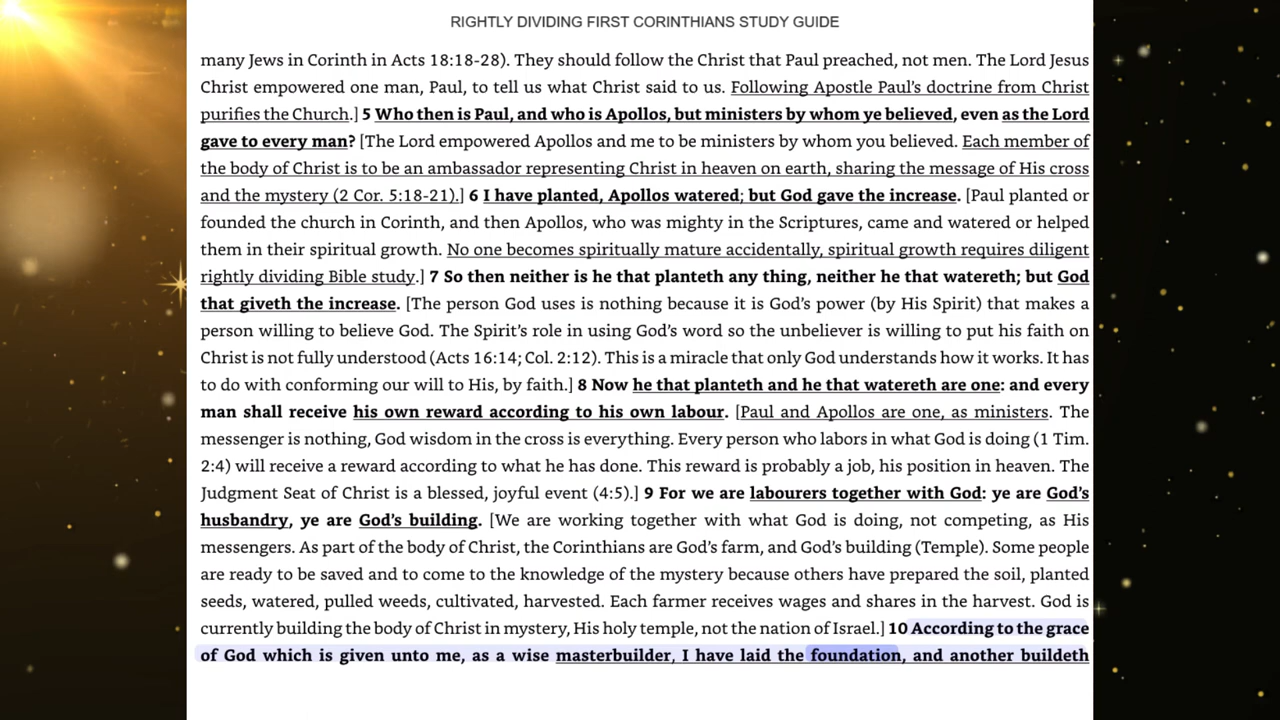 RIGHTLY DIVIDING FIRST CORINTHIANS STUDY GUIDE
many Jews in Corinth in Acts 18:18-28). They should follow the Christ that Paul preached, not men. The Lord Jesus
Christ empowered one man, Paul, to tell us what Christ said to us. Following Apostle Paul's doctrine from Christ
purifies the Church.] 5 Who then is Paul, and who is Apollos, but ministers by whom ye believed, even as the Lord
gave to every man? [The Lord empowered Apollos and me to be ministers by whom you believed. Each member of
the body of Christ is to be an ambassador representing Christ in heaven on earth, sharing the message of His cross
and the mystery (2 Cor. 5:18-21).] 6 I have planted, Apollos watered; but God gave the increase. [Paul planted or
founded the church in Corinth, and then Apollos, who was mighty in the Scriptures, came and watered or helped
them in their spiritual growth. No one becomes spiritually mature accidentally, spiritual growth requires diligent
rightly dividing Bible study.] 7 So then neither is he that planteth any thing, neither he that watereth; but God
that giveth the increase. [The person God uses is nothing because it is God's power (by His Spirit) that makes a
person willing to believe God. The Spirit's role in using God's word so the unbeliever is willing to put his faith on
Christ is not fully understood (Acts 16:14; Col. 2:12). This is a miracle that only God understands how it works. It has
to do with conforming our will to His, by faith.] 8 Now he that planteth and he that watereth are one: and every
man shall receive his own reward according to his own labour. [Paul and Apollos are one, as ministers. The
messenger is nothing, God wisdom in the cross is everything. Every person who labors in what God is doing (1 Tim.
2:4) will receive a reward according to what he has done. This reward is probably a job, his position in heaven. The
Judgment Seat of Christ is a blessed, joyful event (4:5).] 9 For we are labourers together with God: ye are God's
husbandry, ye are God's building. [We are working together with what God is doing, not competing, as His
messengers. As part of the body of Christ, the Corinthians are God's farm, and God's building (Temple). Some people
are ready to be saved and to come to the knowledge of the mystery because others have prepared the soil, planted
seeds, watered, pulled weeds, cultivated, harvested. Each farmer receives wages and shares in the harvest. God is
currently building the body of Christ in mystery, His holy temple, not the nation of Israel.] 10 According to the grace
of God which is given unto me, as a wise masterbuilder, I have laid the foundation, and another buildeth